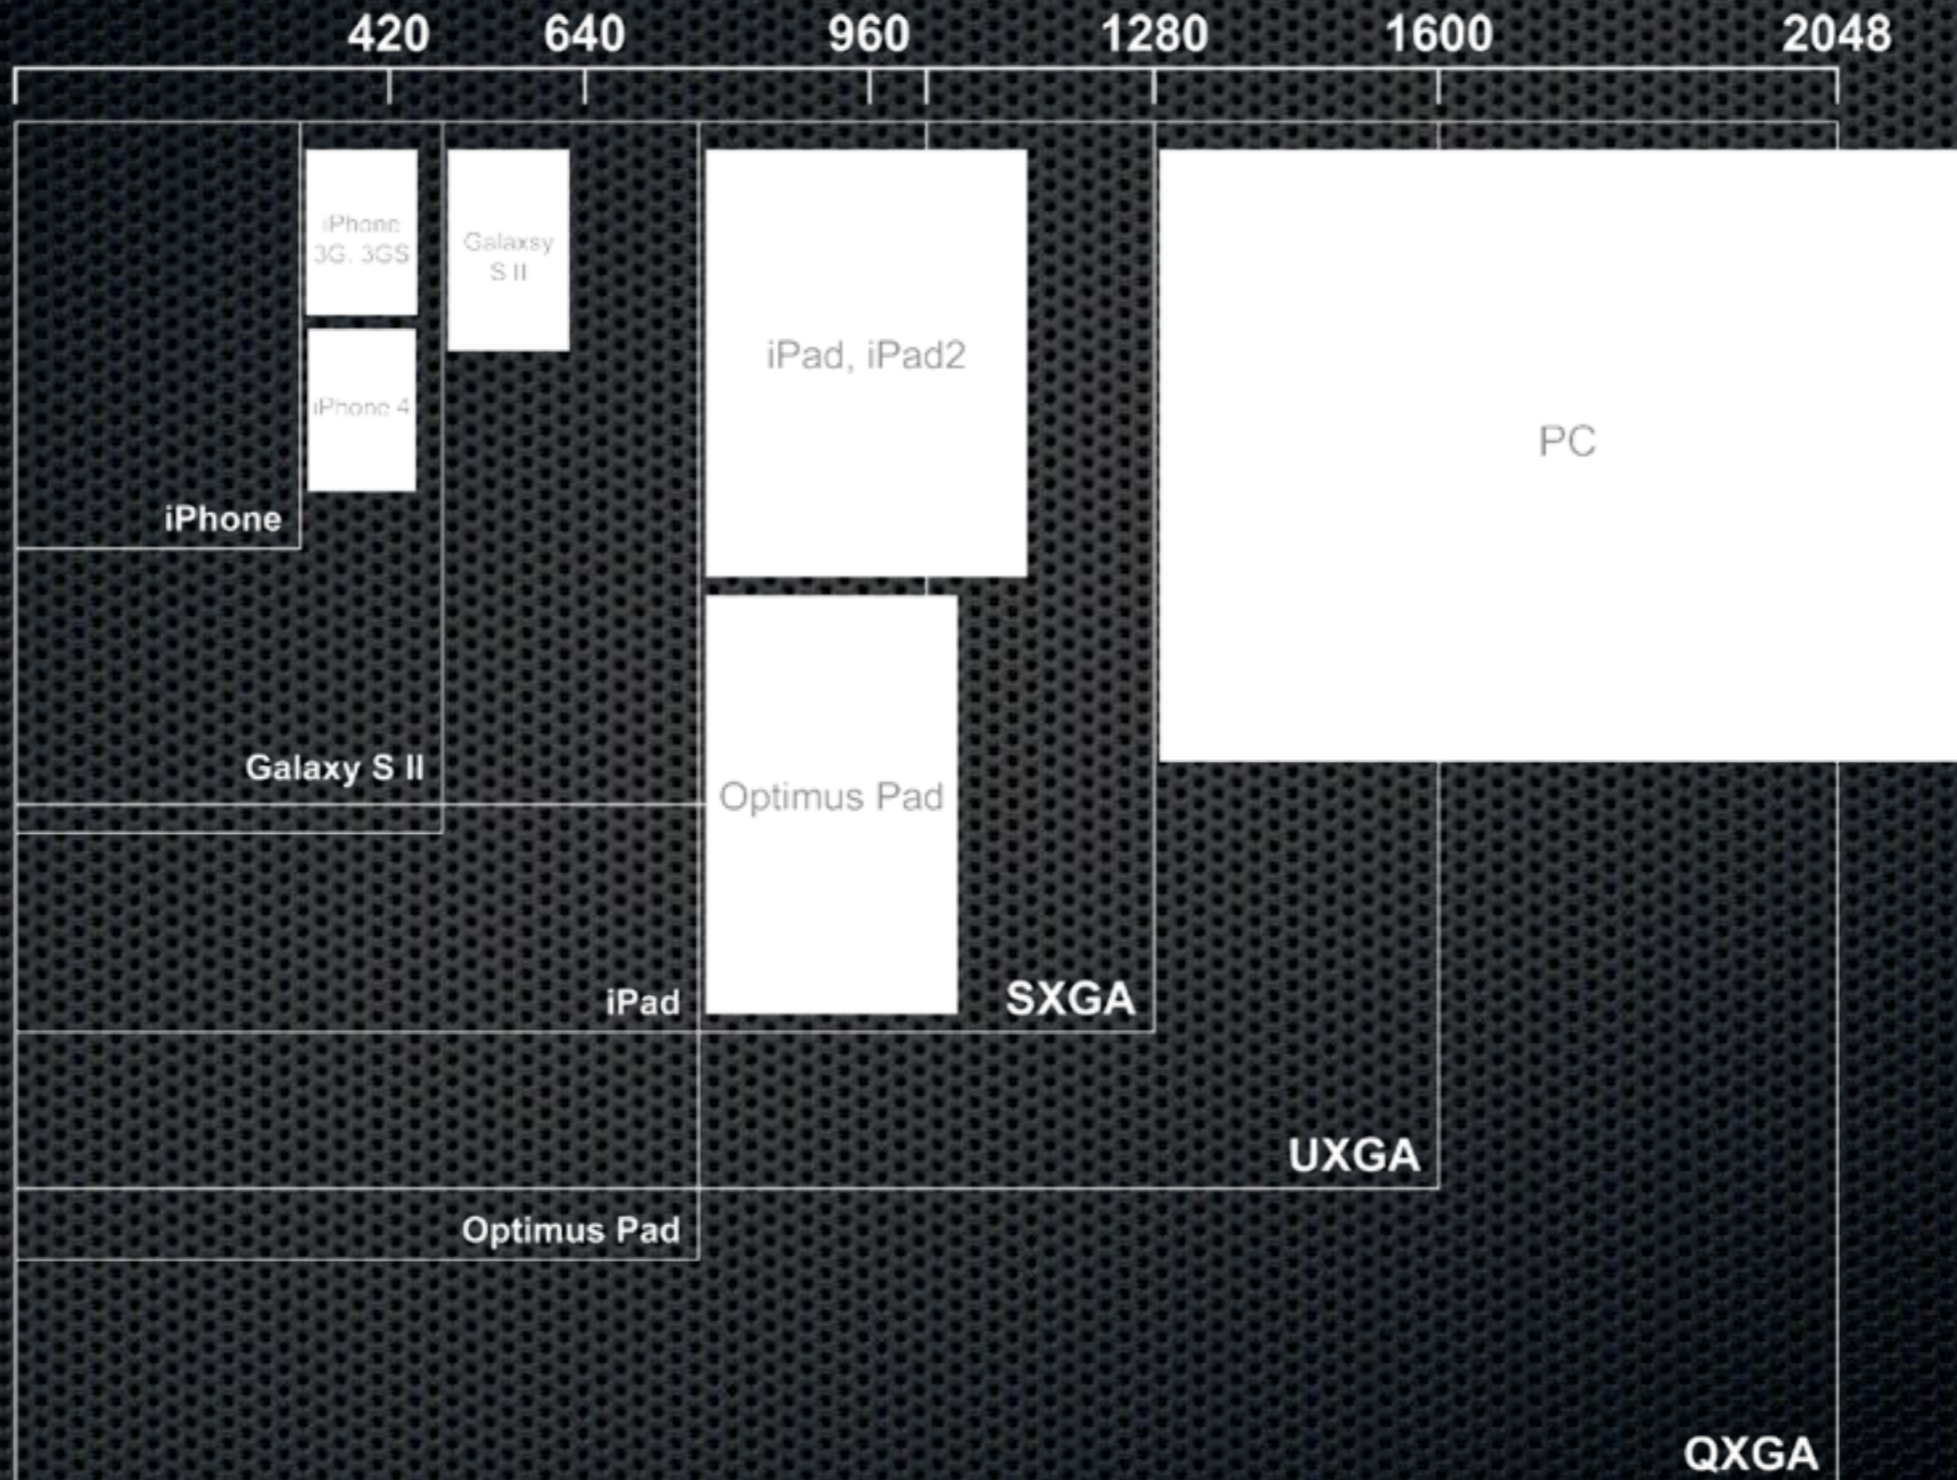 420 640 960 1280 1600 2048
iPhone
3G, 3GS
Galaxsy
S II
iPad, iPad2
iPhone 4
PC
iPhone
Galaxy S II
Optimus Pad
iPad
SXGA
UXGA
Optimus Pad
QXGA